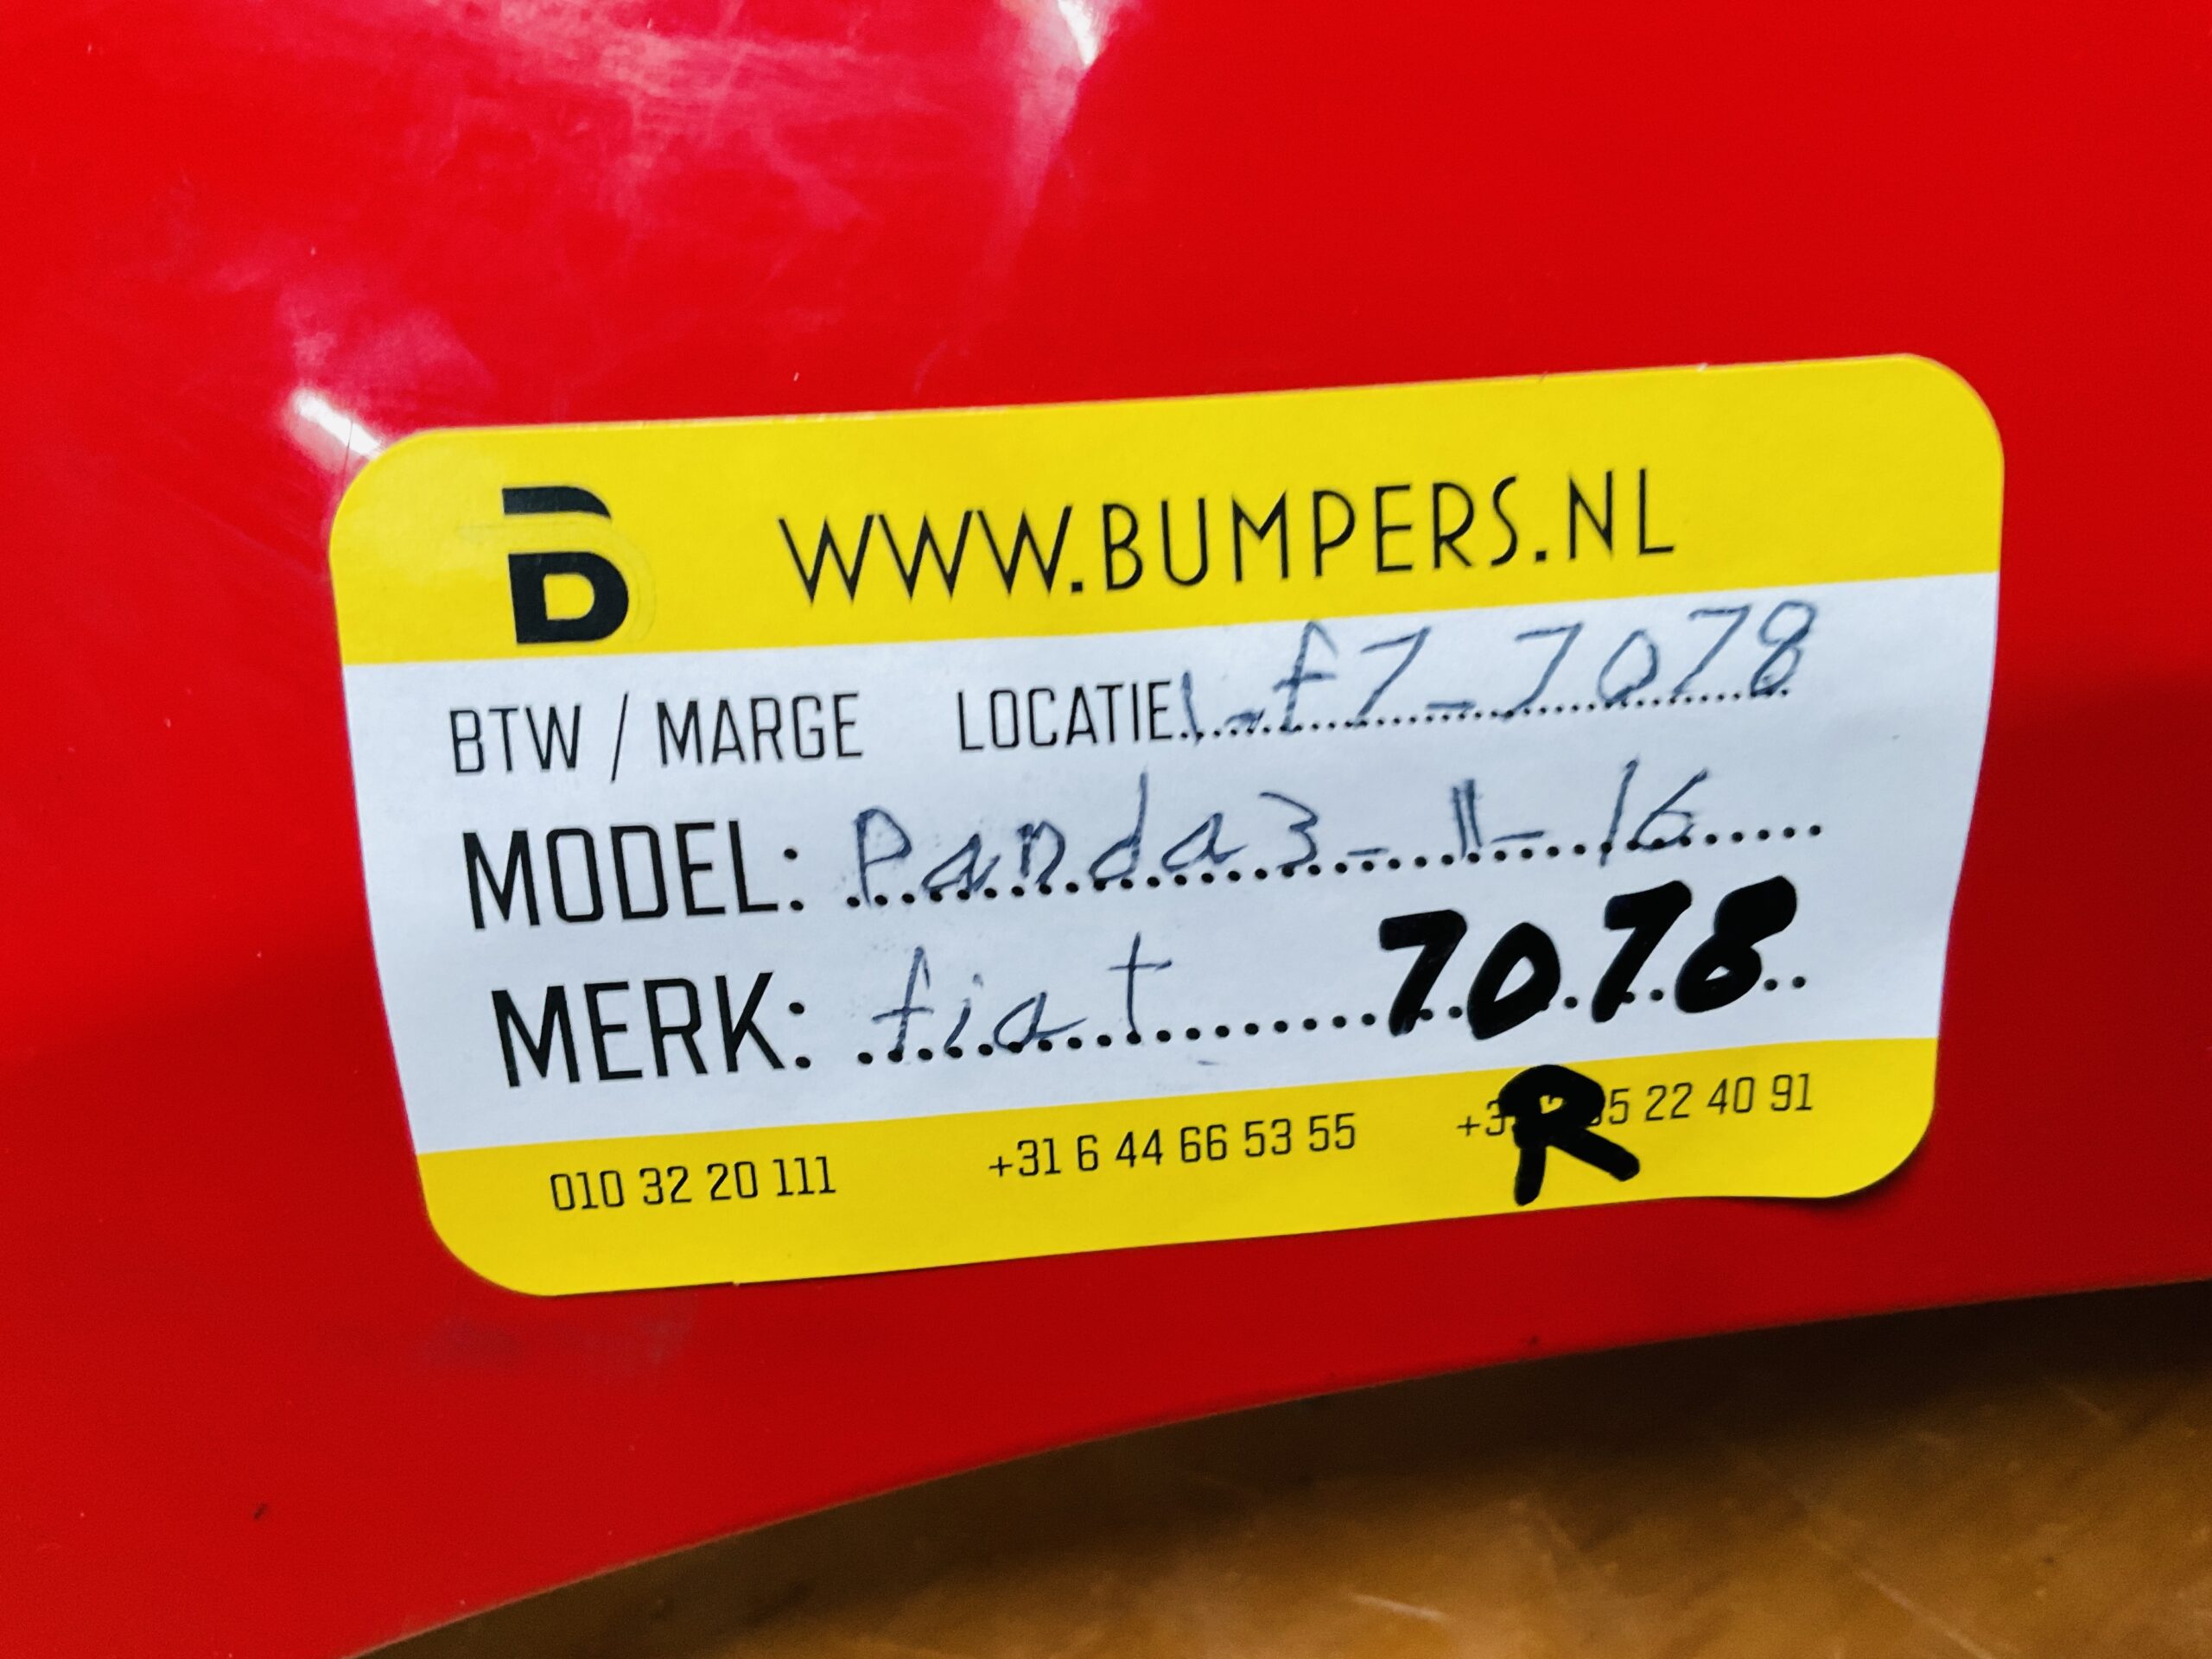 WWW.BUMPERS.NL
BTW / MARGE LOCATIE: 1-f7-7078
MODEL: Panda3-11-16
MERK: fiat 7078
R
010 32 20 111 +31 6 44 66 53 55 22 40 91